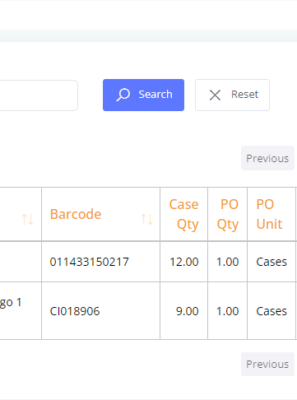 Search Reset
Previous
Barcode Case Qty PO Qty PO Unit
011433150217 12.00 1.00 Cases
go 1 CI018906 9.00 1.00 Cases
Previous